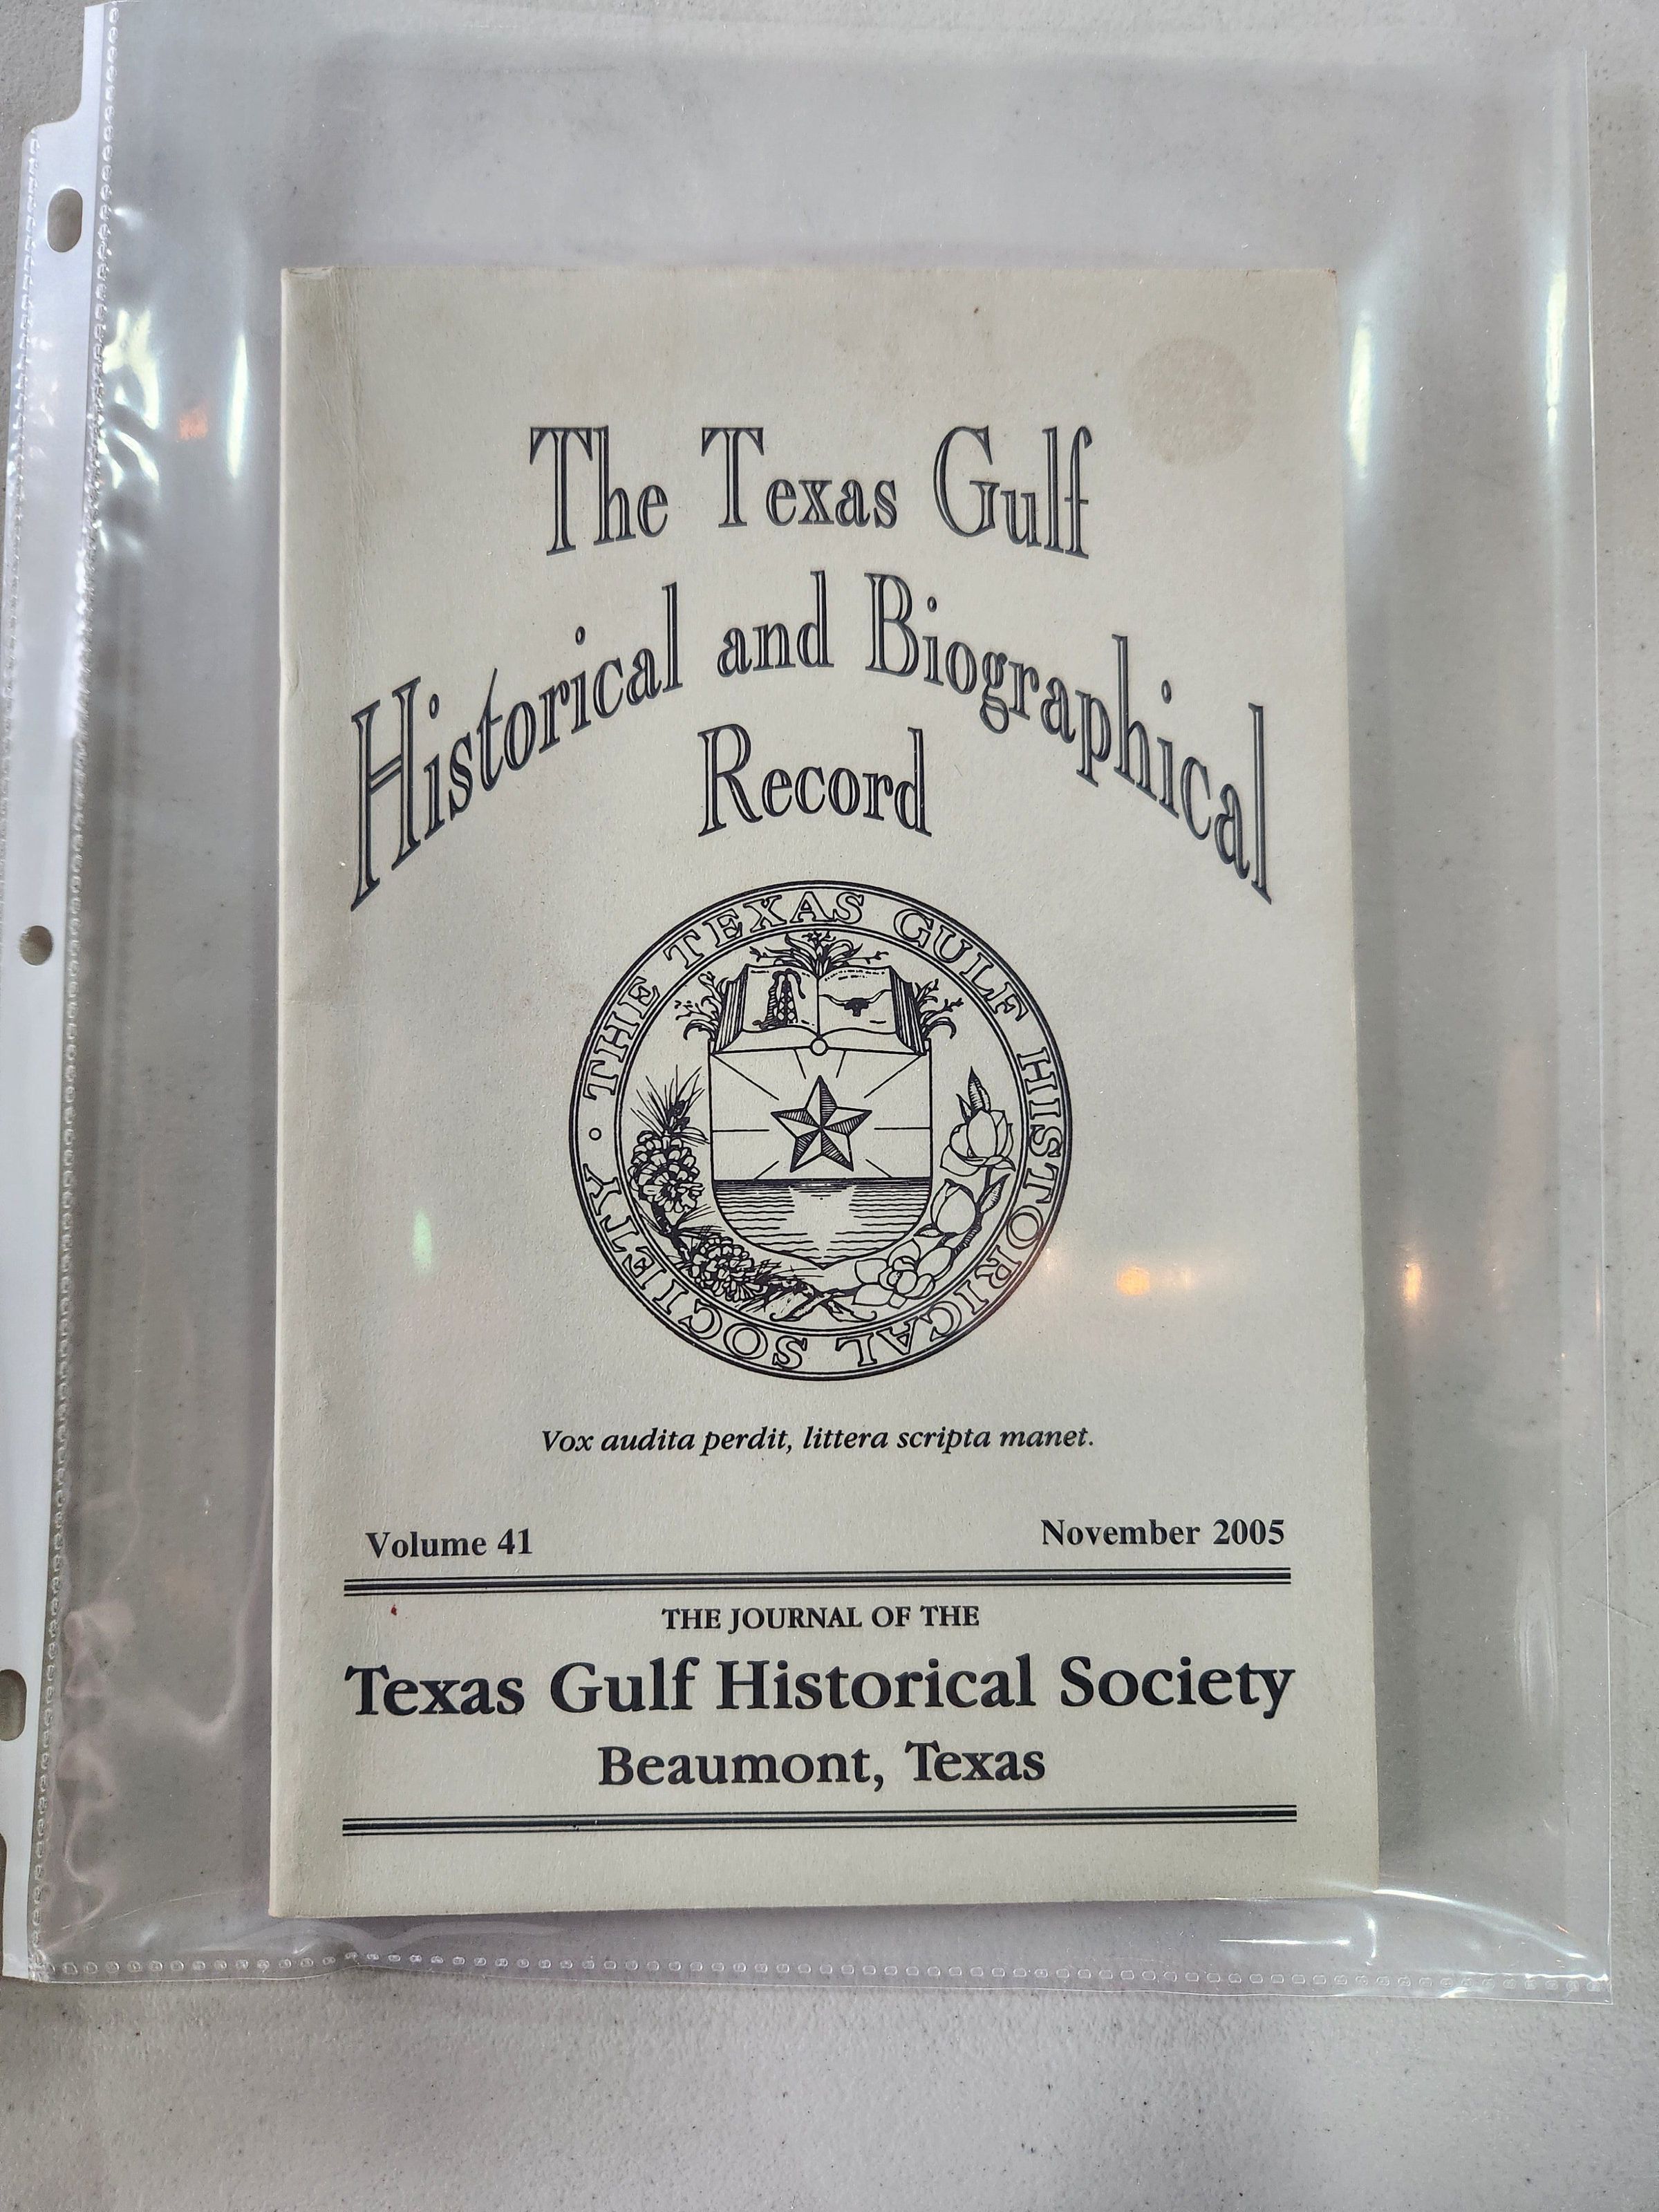 The Texas Gulf
Historical and Biographical
Record
THE TEXAS GULF HISTORICAL SOCIETY •
Vox audita perdit, littera scripta manet.
Volume 41
November 2005
THE JOURNAL OF THE
Texas Gulf Historical Society
Beaumont, Texas